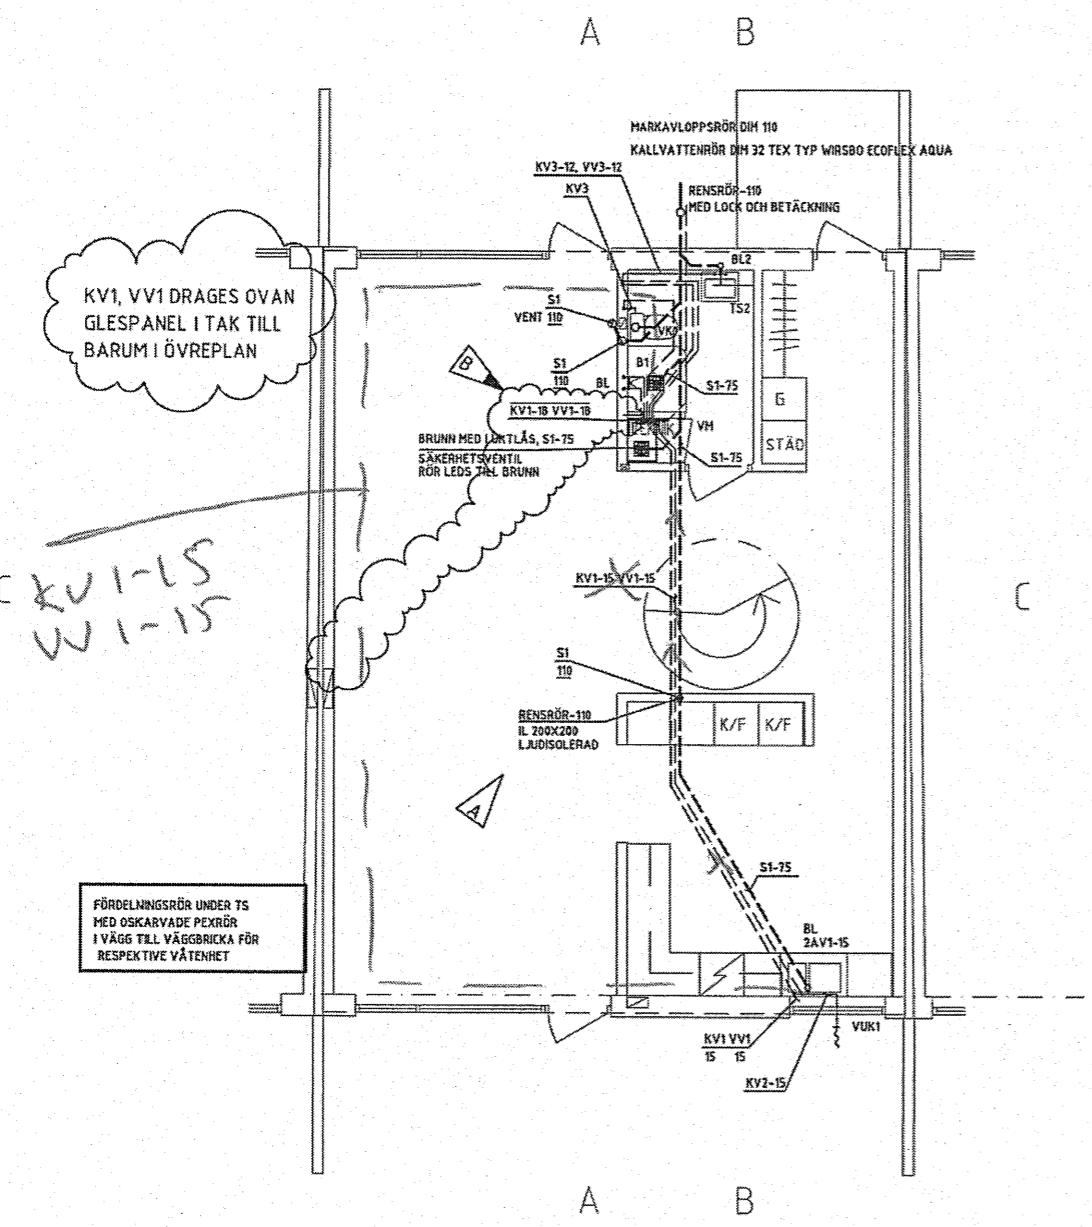 A
B
MARKAVLOPPSRÖR DIM 110
KALLVATTENRÖR DIM 32 TEX TYP WIRSBO ECOFLEX AQUA
KV3-12, VV3-12
KV3
RENSRÖR-110
MED LOCK OCH BETÄCKNING
BL2
TS2
KV1, VV1 DRAGES OVAN
GLESPANEL I TAK TILL
BARUM I ÖVREPLAN
S1
VENT 110
VK
S1
110
B1
BL
S1-75
B
G
KV1-18 VV1-18
VM
BRUNN MED LUKTLÅS, S1-75
SÄKERHETSVENTIL
RÖR LEDS TILL BRUNN
S1-75
STÄD
KV1-15
VV1-15
C
KV1-15 VV1-15
C
S1
110
RENSRÖR-110
IL 200X200
LJUDISOLERAD
K/F
K/F
A
S1-75
FÖRDELNINGSRÖR UNDER TS
MED OSKARVADE PEXRÖR
I VÄGG TILL VÄGGBRICKA FÖR
RESPEKTIVE VÅTENHET
BL
2AV1-15
VUK1
KV1 VV1
15 15
KV2-15
A
B